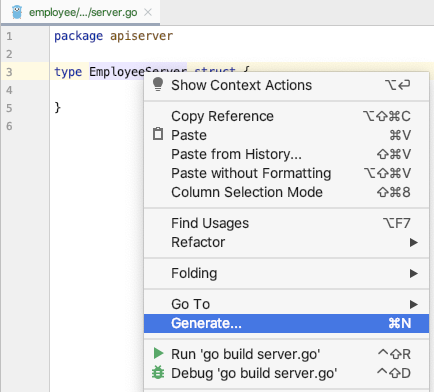 employee/.../server.go
1 package apiserver
2
3 type EmployeeServer struct {
4
5 }
6
Show Context Actions ⌥⏎
Copy Reference ⌥⇧⌘C
Paste ⌘V
Paste from History... ⇧⌘V
Paste without Formatting ⌥⇧⌘V
Column Selection Mode ⇧⌘8
Find Usages ⌥F7
Refactor
Folding
Go To
Generate... ⌘N
Run 'go build server.go' ^⇧R
Debug 'go build server.go' ^⇧D